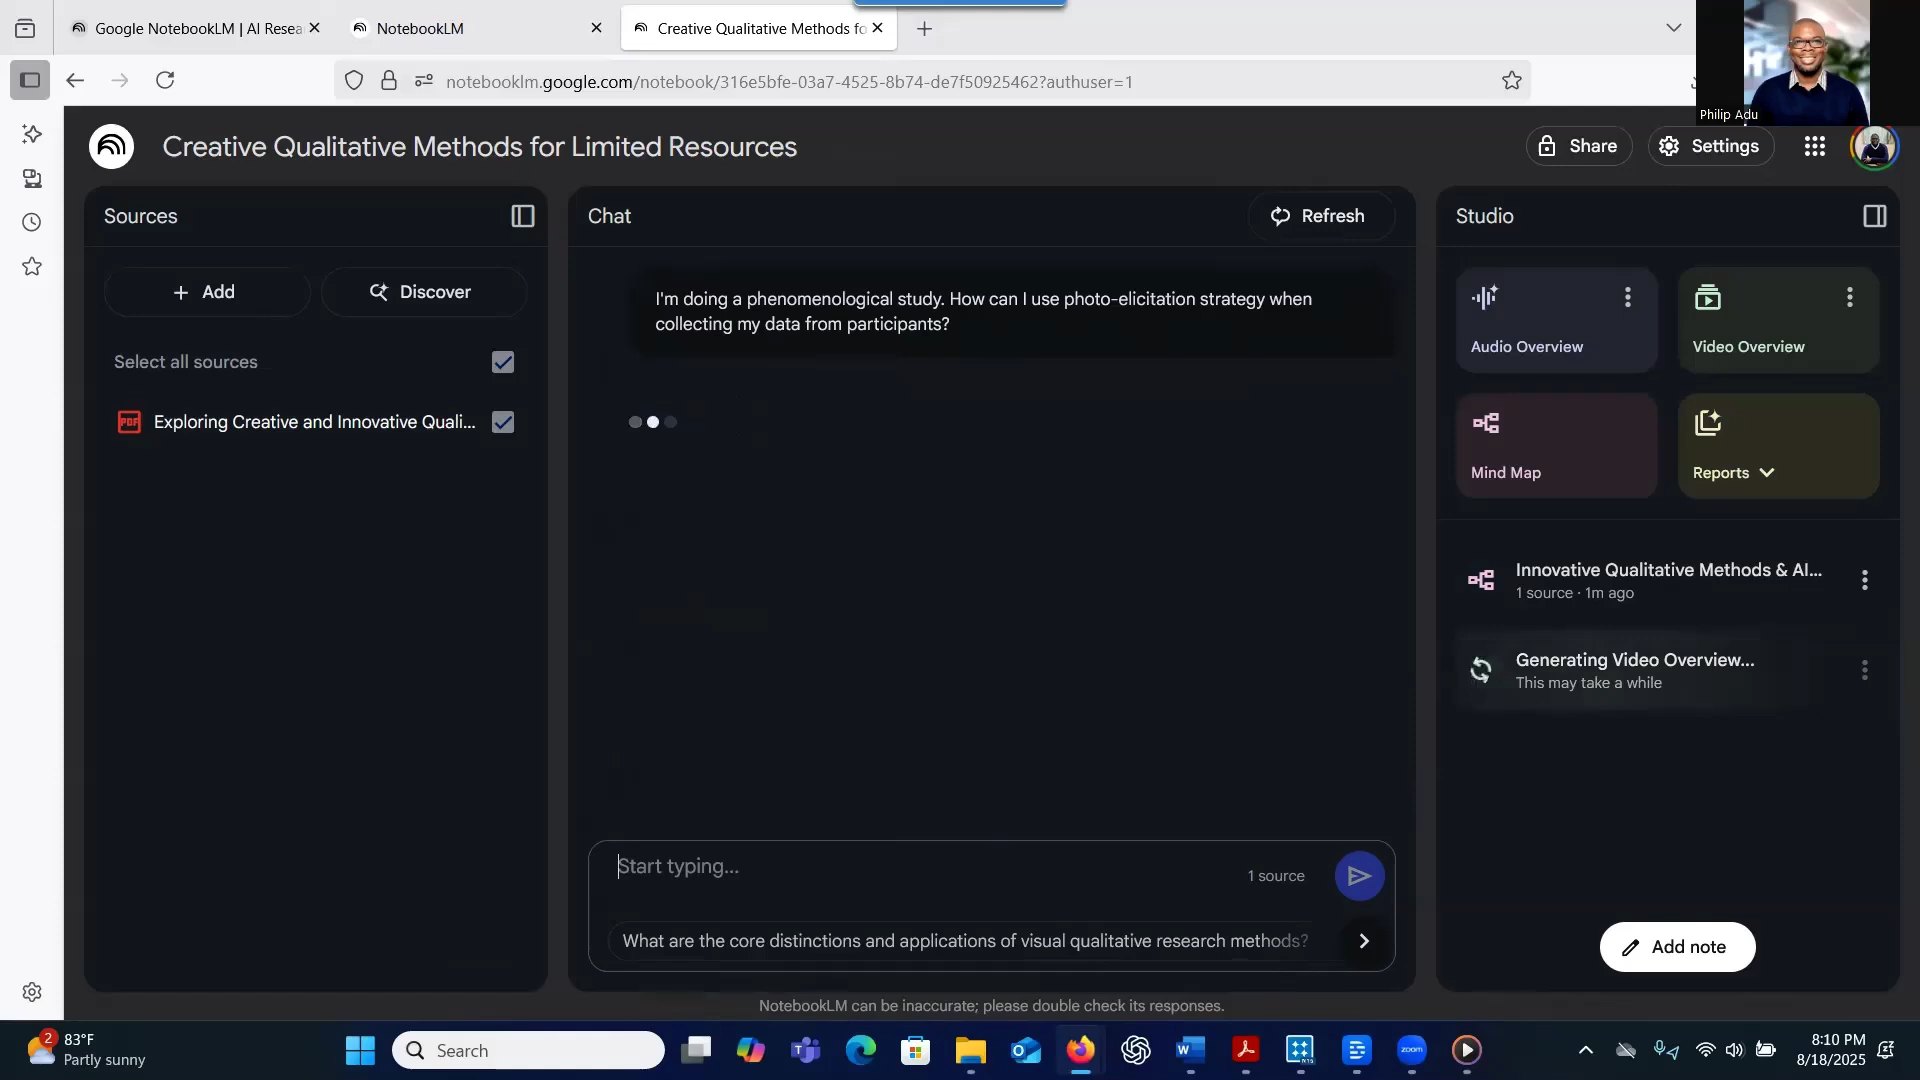 Google NotebookLM | AI Resea
NotebookLM
Creative Qualitative Methods fo
notebooklm.google.com/notebook/316e5bfe-03a7-4525-8b74-de7f50925462?authuser=1
Philip Adu
Creative Qualitative Methods for Limited Resources
Share
Settings
Sources
Chat
Refresh
Studio
Add
Discover
I'm doing a phenomenological study. How can I use photo-elicitation strategy when
collecting my data from participants?
Audio Overview
Video Overview
Select all sources
PDF
Exploring Creative and Innovative Quali...
Mind Map
Reports
Innovative Qualitative Methods & AI...
1 source · 1m ago
Generating Video Overview...
This may take a while
Start typing...
1 source
What are the core distinctions and applications of visual qualitative research methods?
Add note
NotebookLM can be inaccurate; please double check its responses.
2
83°F
Partly sunny
Search
zoom
8:10 PM
8/18/2025